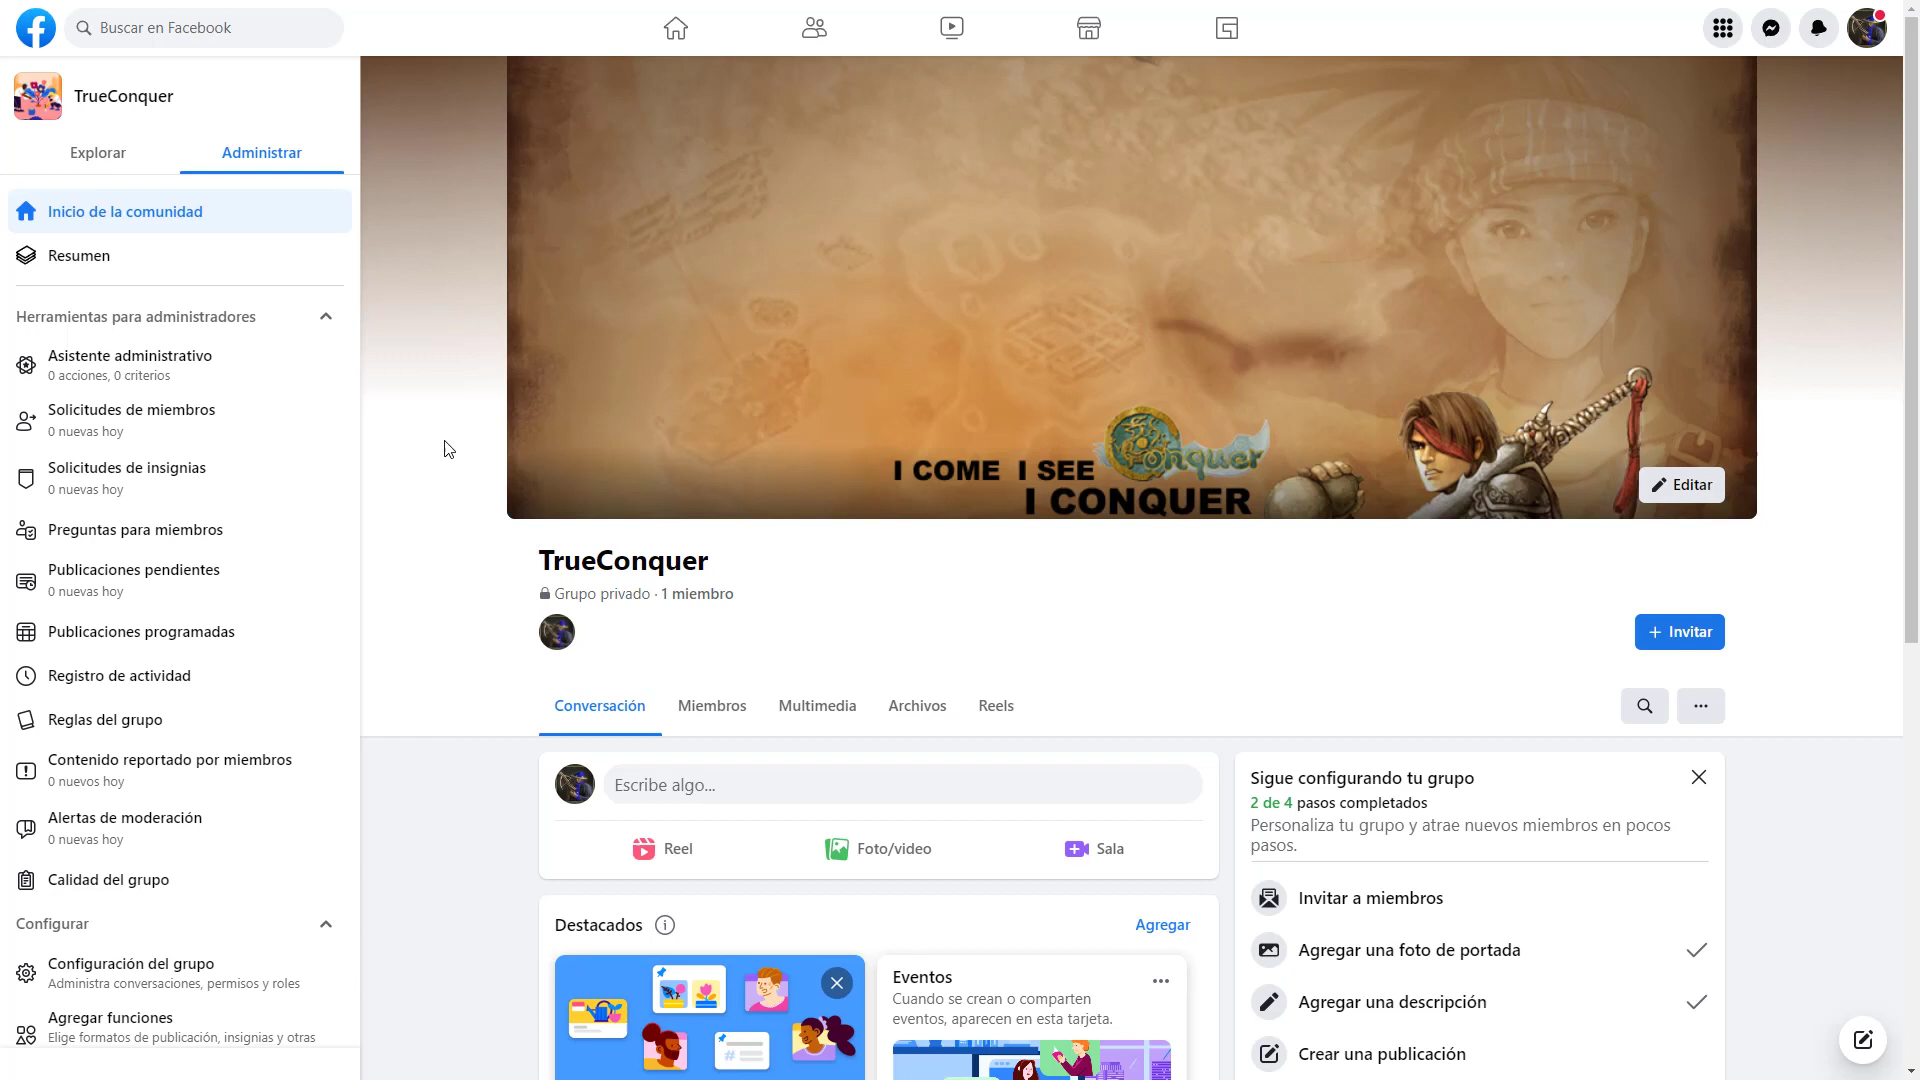 Buscar en Facebook
TrueConquer
Explorar
Administrar
Inicio de la comunidad
Resumen
Herramientas para administradores
Asistente administrativo
0 acciones, 0 criterios
Solicitudes de miembros
0 nuevas hoy
Solicitudes de insignias
0 nuevas hoy
Preguntas para miembros
Publicaciones pendientes
0 nuevas hoy
Publicaciones programadas
Registro de actividad
Reglas del grupo
Contenido reportado por miembros
0 nuevos hoy
Alertas de moderación
0 nuevas hoy
Calidad del grupo
Configurar
Configuración del grupo
Administra conversaciones, permisos y roles
Agregar funciones
Elige formatos de publicación, insignias y otras
I COME I SEE
Conquer
I CONQUER
Editar
TrueConquer
Grupo privado · 1 miembro
+ Invitar
Conversación
Miembros
Multimedia
Archivos
Reels
Escribe algo...
Reel
Foto/video
Sala
Destacados
Agregar
Eventos
Cuando se crean o comparten
eventos, aparecen en esta tarjeta.
Sigue configurando tu grupo
2 de 4 pasos completados
Personaliza tu grupo y atrae nuevos miembros en pocos
pasos.
Invitar a miembros
Agregar una foto de portada
Agregar una descripción
Crear una publicación